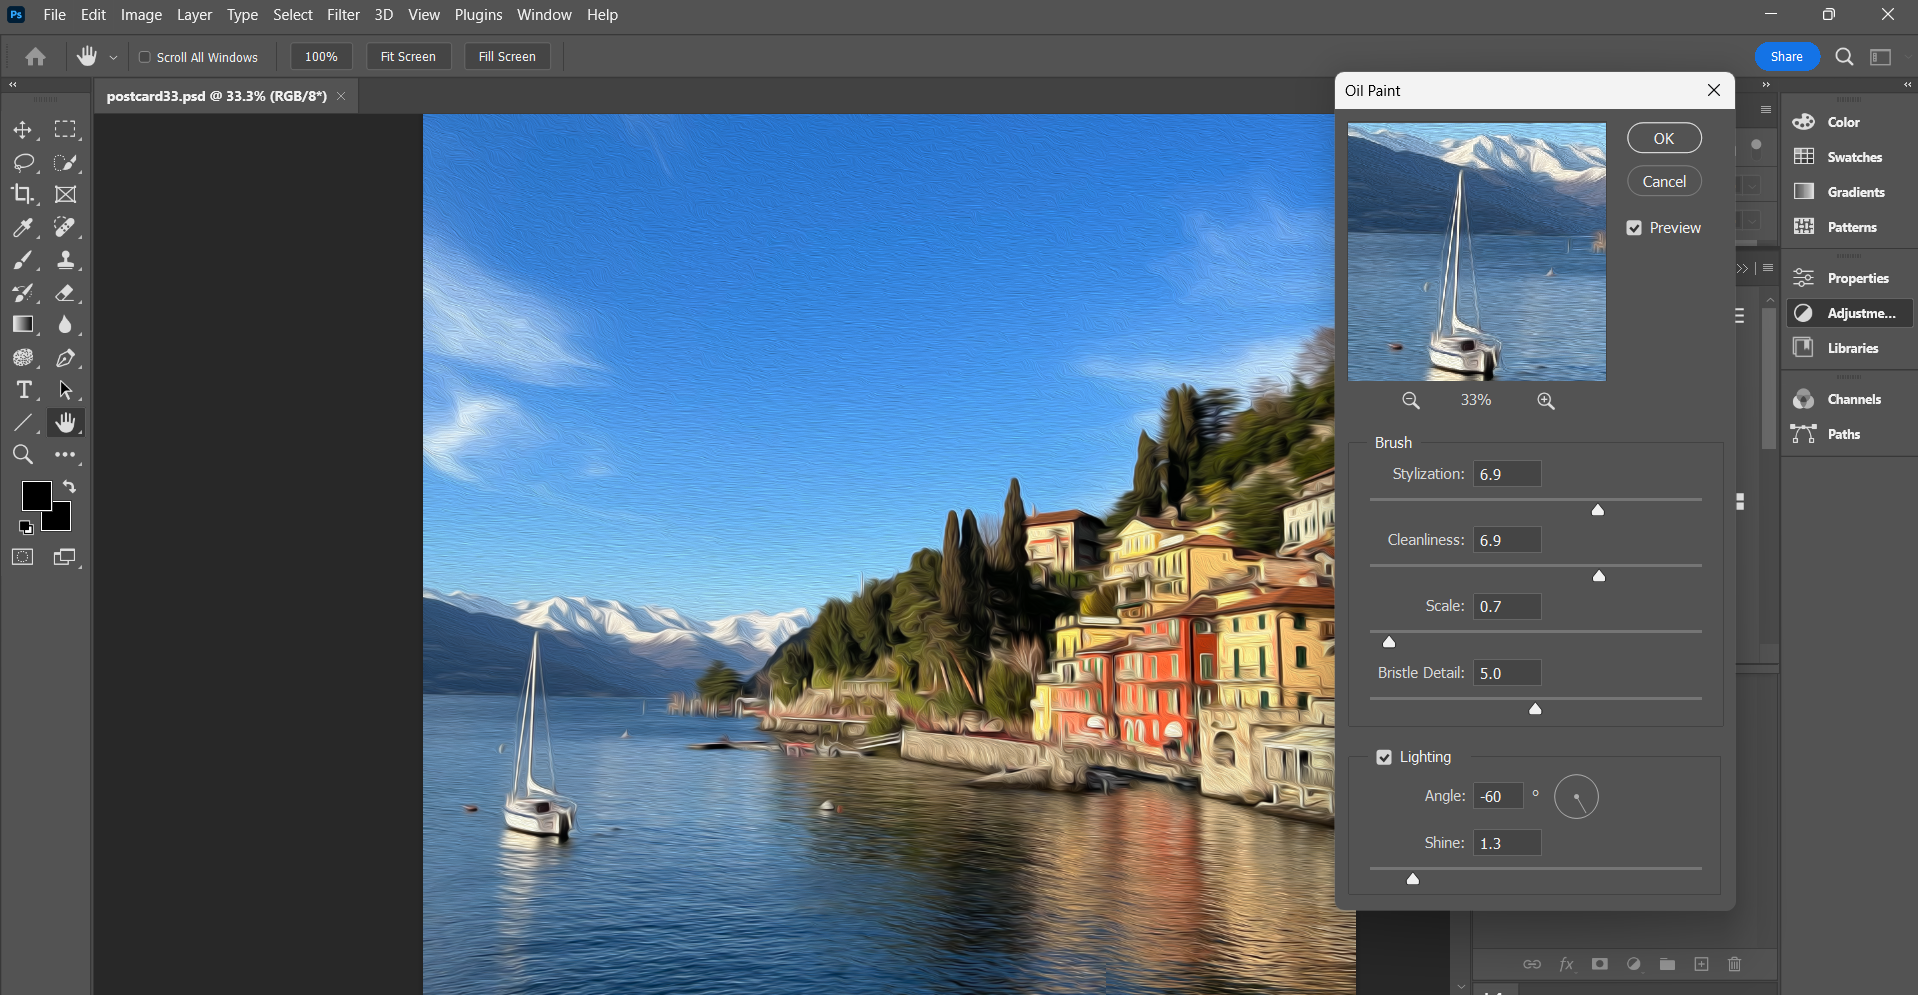 Ps File Edit Image Layer Type Select Filter 3D View Plugins Window Help
Scroll All Windows 100% Fit Screen Fill Screen Share
postcard33.psd @ 33.3% (RGB/8*)
Oil Paint
OK
Cancel
Preview
33%
Brush
Stylization: 6.9
Cleanliness: 6.9
Scale: 0.7
Bristle Detail: 5.0
Lighting
Angle: -60 °
Shine: 1.3
Color
Swatches
Gradients
Patterns
Properties
Adjustme...
Libraries
Channels
Paths
fx